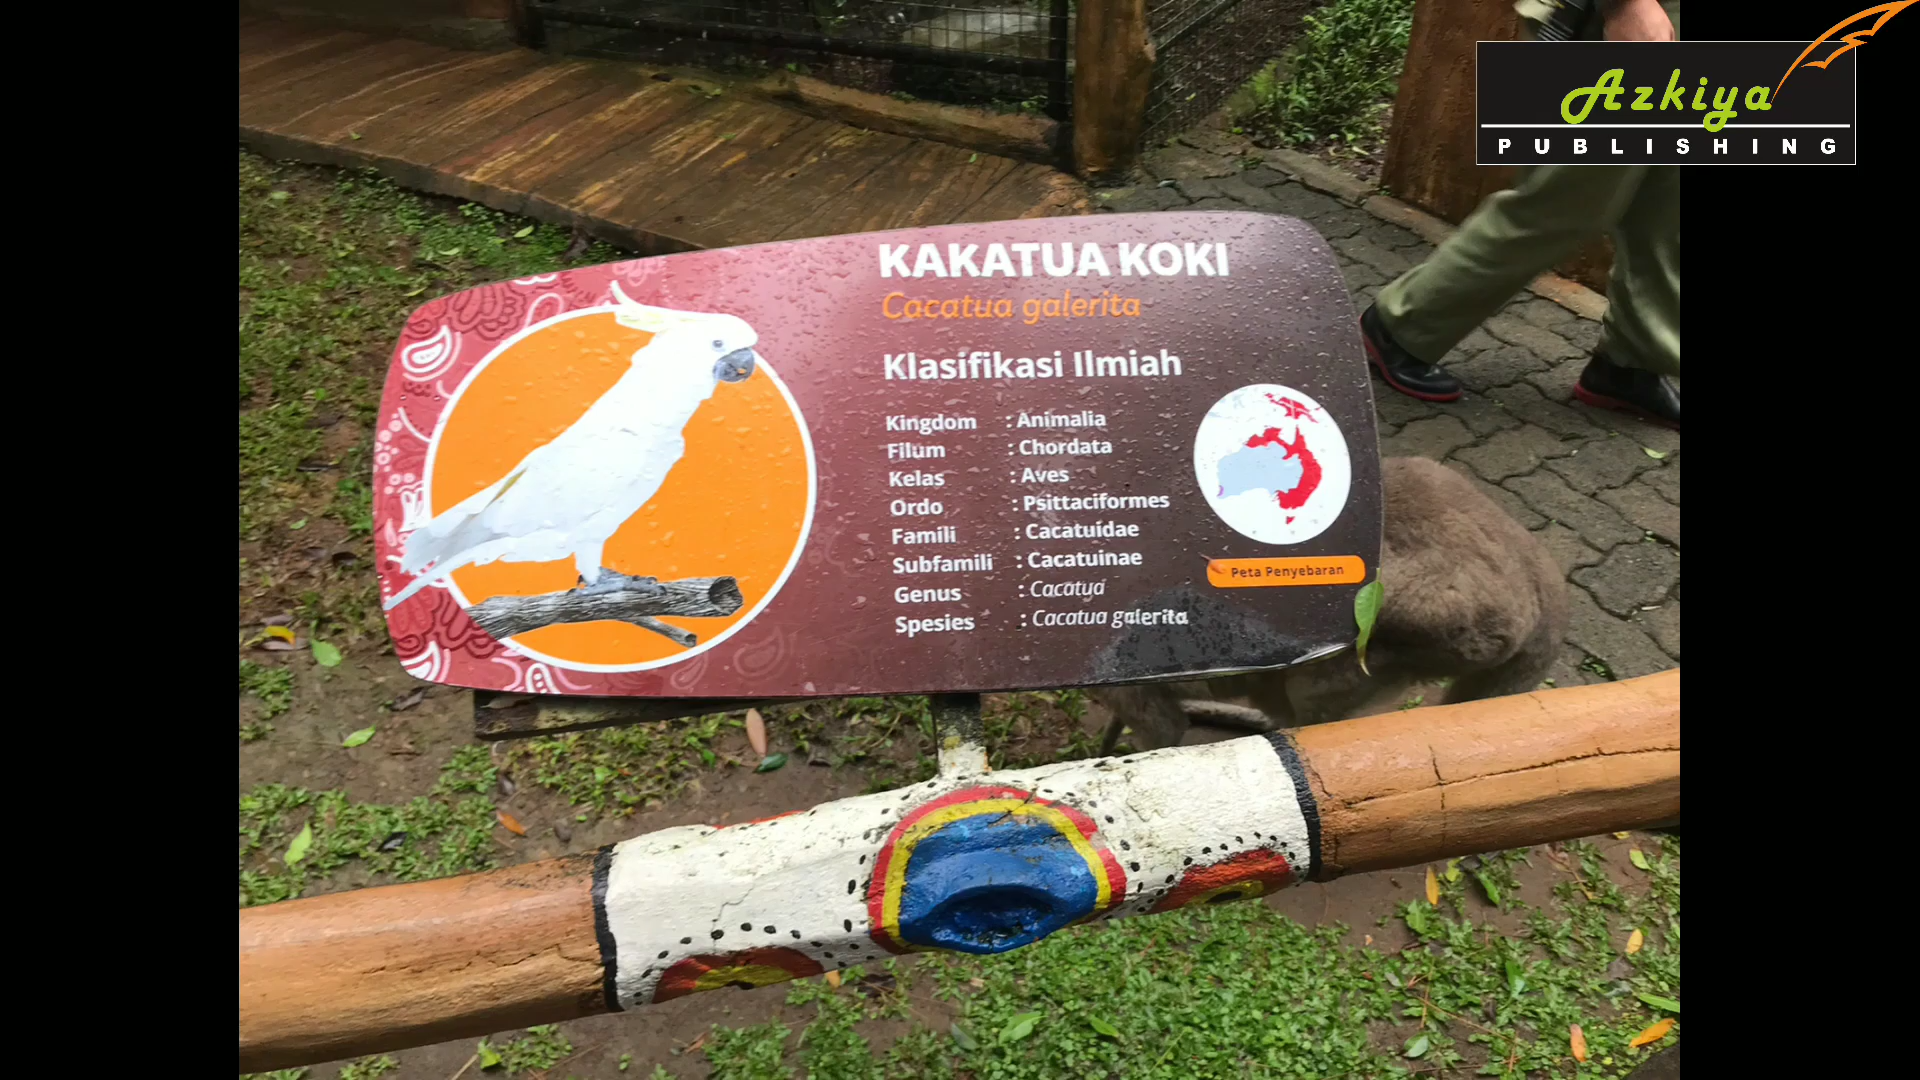 Azkiya
PUBLISHING
KAKATUA KOKI
Cacatua galerita
Klasifikasi Ilmiah
Kingdom : Animalia
Filum : Chordata
Kelas : Aves
Ordo : Psittaciformes
Famili : Cacatuidae
Subfamili : Cacatuinae
Genus : Cacatua
Spesies : Cacatua galerita
Peta Penyebaran